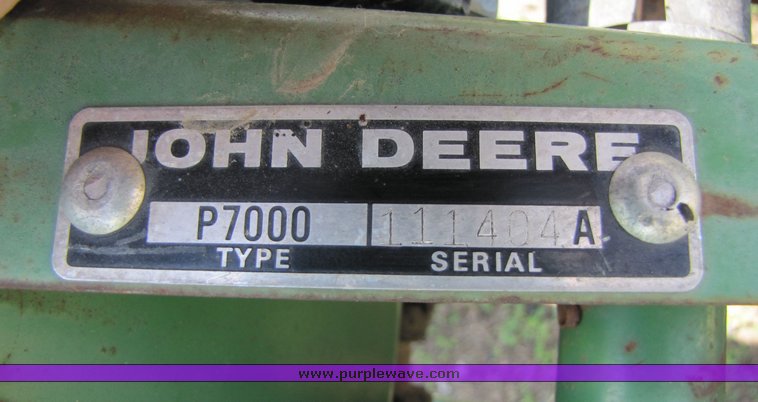 JOHN DEERE
P7000 111404A
TYPE SERIAL
www.purplewave.com